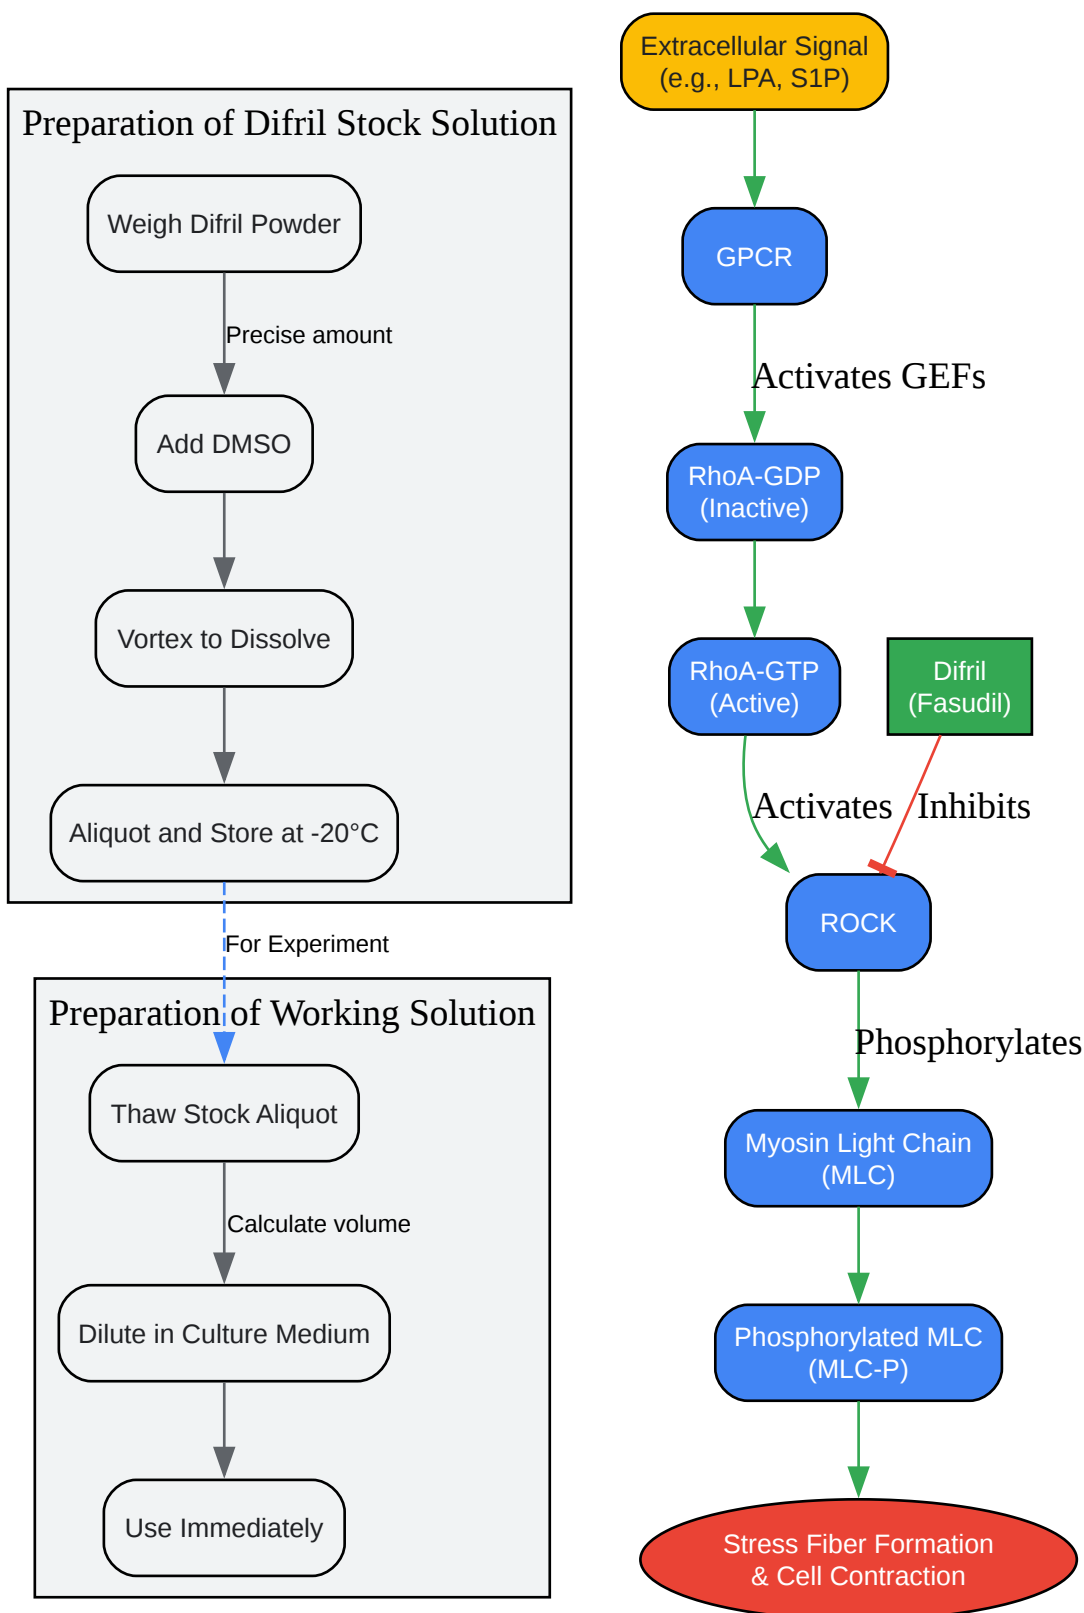 Preparation of Difril Stock Solution
Weigh Difril Powder
Precise amount
Add DMSO
Vortex to Dissolve
Aliquot and Store at -20°C
For Experiment
Preparation of Working Solution
Thaw Stock Aliquot
Calculate volume
Dilute in Culture Medium
Use Immediately
Extracellular Signal
(e.g., LPA, S1P)
GPCR
Activates GEFs
RhoA-GDP
(Inactive)
RhoA-GTP
(Active)
Difril
(Fasudil)
Activates
Inhibits
ROCK
Phosphorylates
Myosin Light Chain
(MLC)
Phosphorylated MLC
(MLC-P)
Stress Fiber Formation
& Cell Contraction